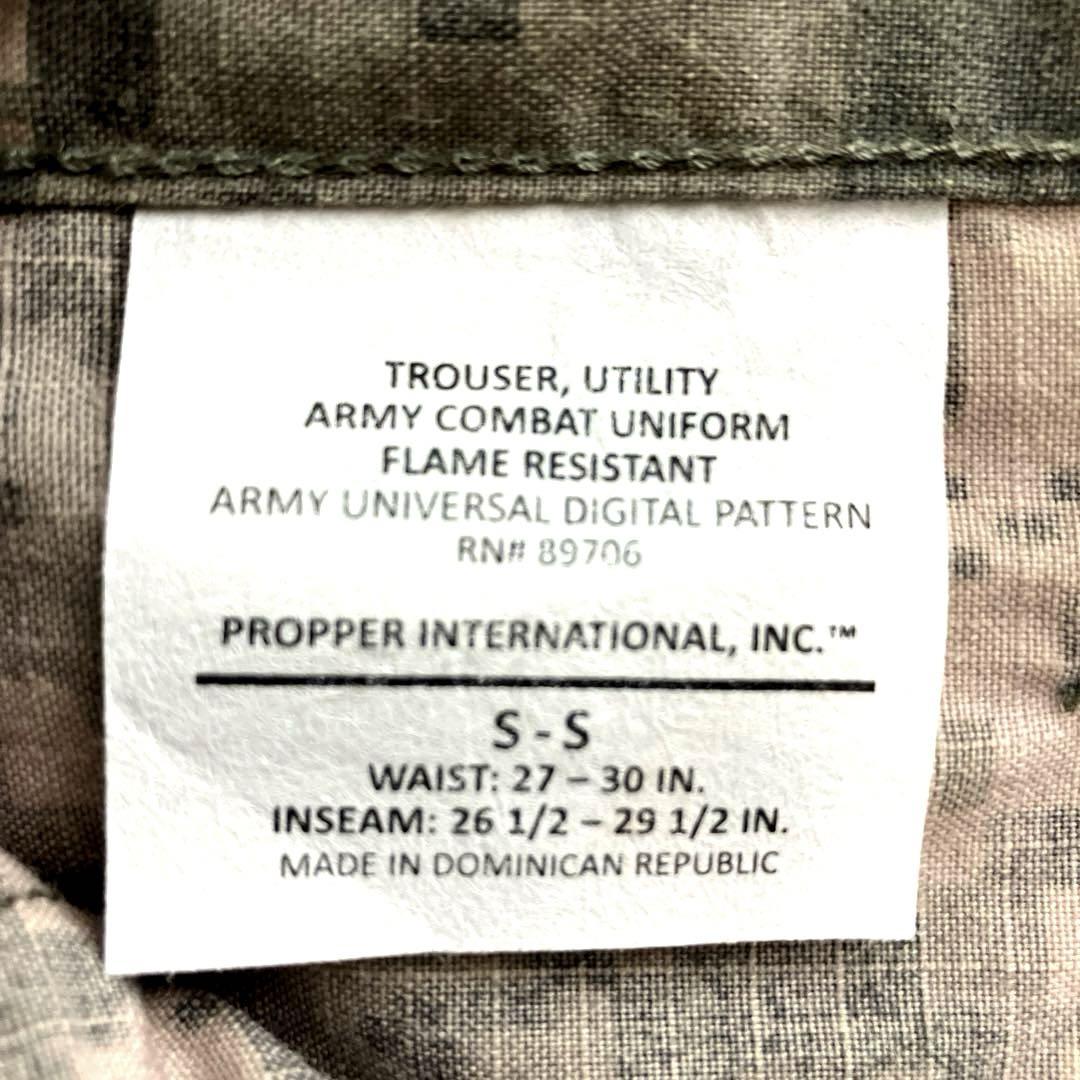 TROUSER, UTILITY
ARMY COMBAT UNIFORM
FLAME RESISTANT
ARMY UNIVERSAL DIGITAL PATTERN
RN# 89706
PROPPER INTERNATIONAL, INC.™
S - S
WAIST: 27 – 30 IN.
INSEAM: 26 1/2 – 29 1/2 IN.
MADE IN DOMINICAN REPUBLIC